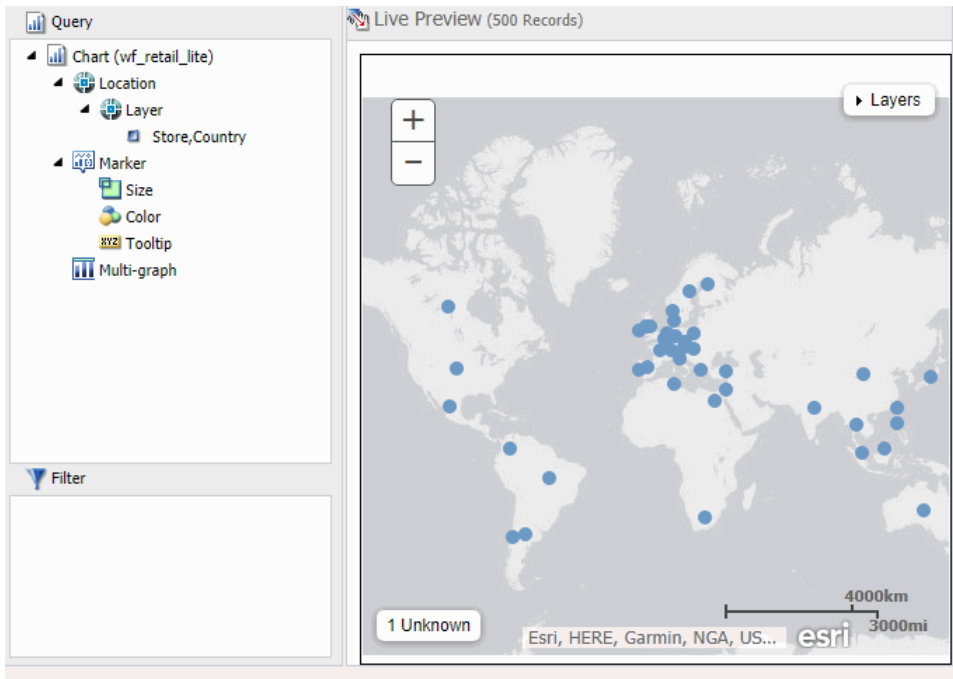 Query
Chart (wf_retail_lite)
Location
Layer
Store,Country
Marker
Size
Color
XYZ Tooltip
Multi-graph
Filter
Live Preview (500 Records)
+
−
Layers
1 Unknown
4000km
3000mi
Esri, HERE, Garmin, NGA, US...
esri